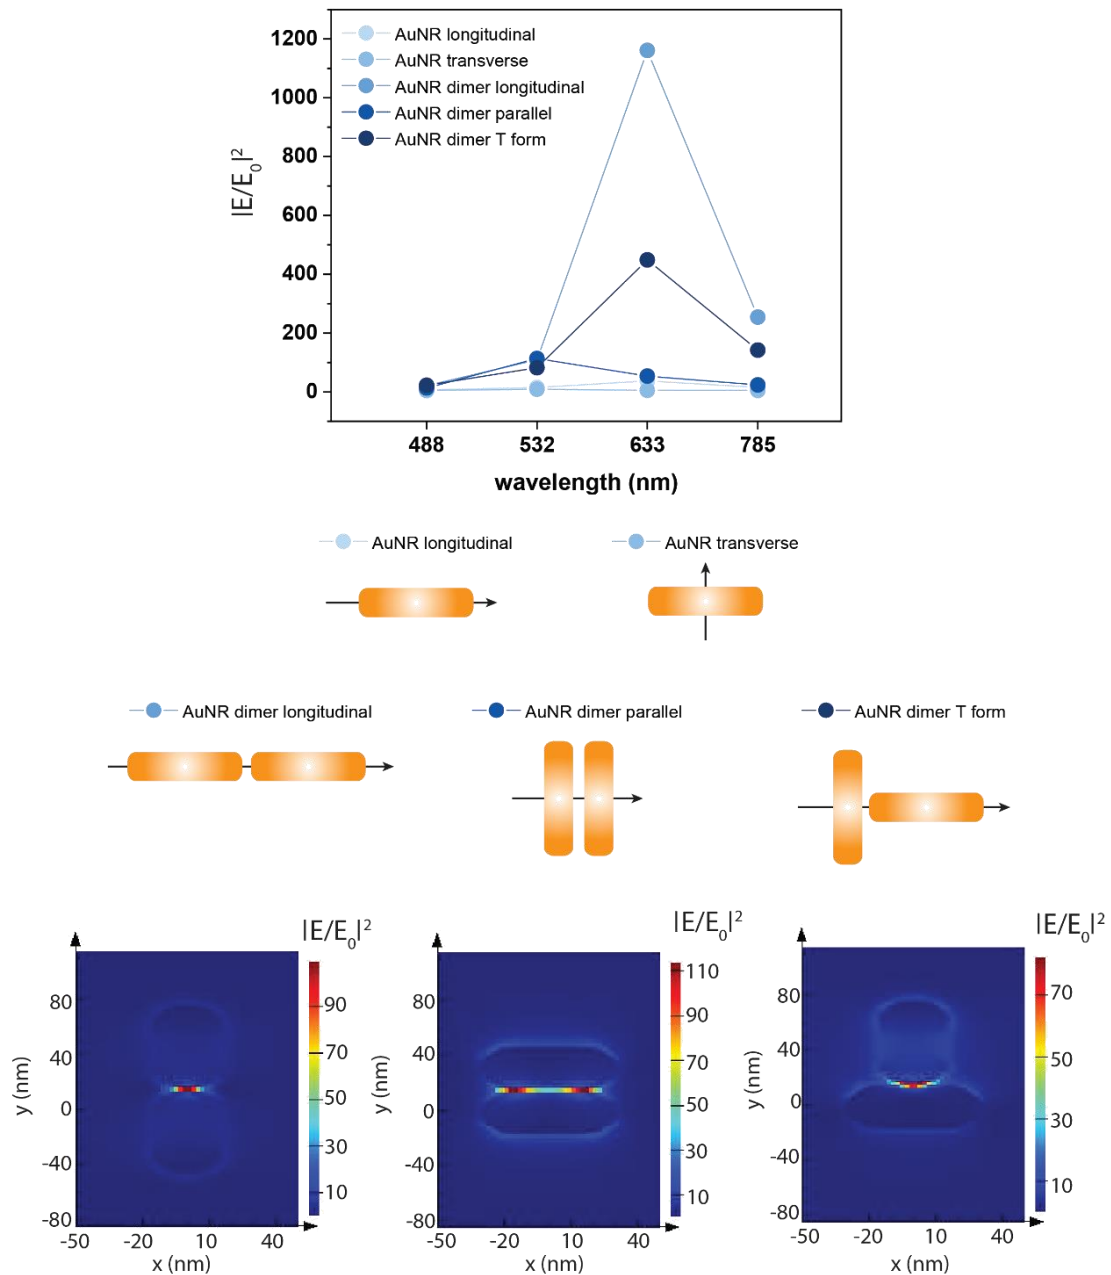 1200
1000
800
600
400
200
0
|E/E0|²
AuNR longitudinal
AuNR transverse
AuNR dimer longitudinal
AuNR dimer parallel
AuNR dimer T form
488 532 633 785
wavelength (nm)
AuNR longitudinal AuNR transverse
AuNR dimer longitudinal AuNR dimer parallel AuNR dimer T form
|E/E0|²
80
40
0
-40
-80
y (nm)
90
70
50
30
10
-50 -20 10 40
x (nm)
|E/E0|²
80
40
0
-40
-80
y (nm)
110
90
70
50
30
10
-50 -20 10 40
x (nm)
|E/E0|²
80
40
0
-40
-80
y (nm)
70
50
30
10
-50 -20 10 40
x (nm)